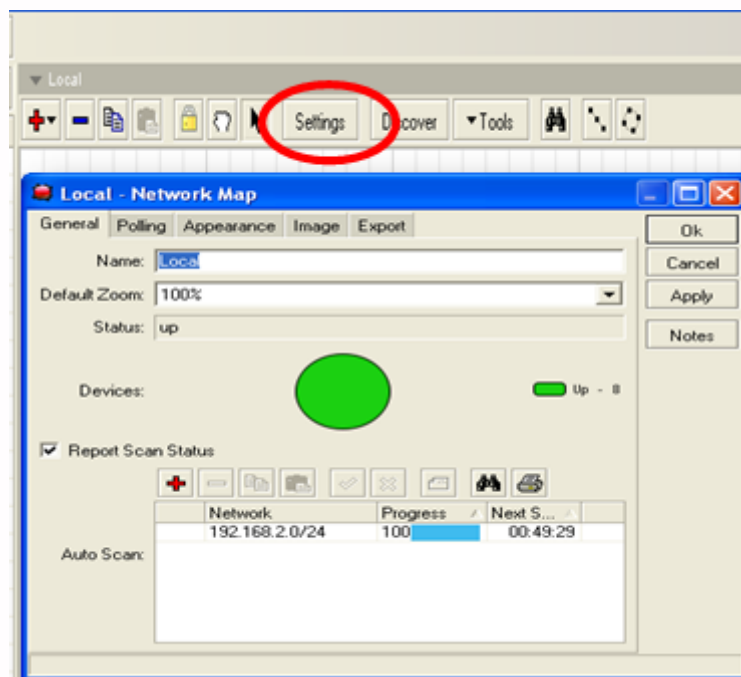 Local
Settings
Discover
Tools
Local - Network Map
General Polling Appearance Image Export
Ok
Name: Local
Cancel
Default Zoom: 100%
Apply
Status: up
Notes
Devices:
Up - 8
Report Scan Status
Network Progress Next S...
192.168.2.0/24 100 00:49:29
Auto Scan: